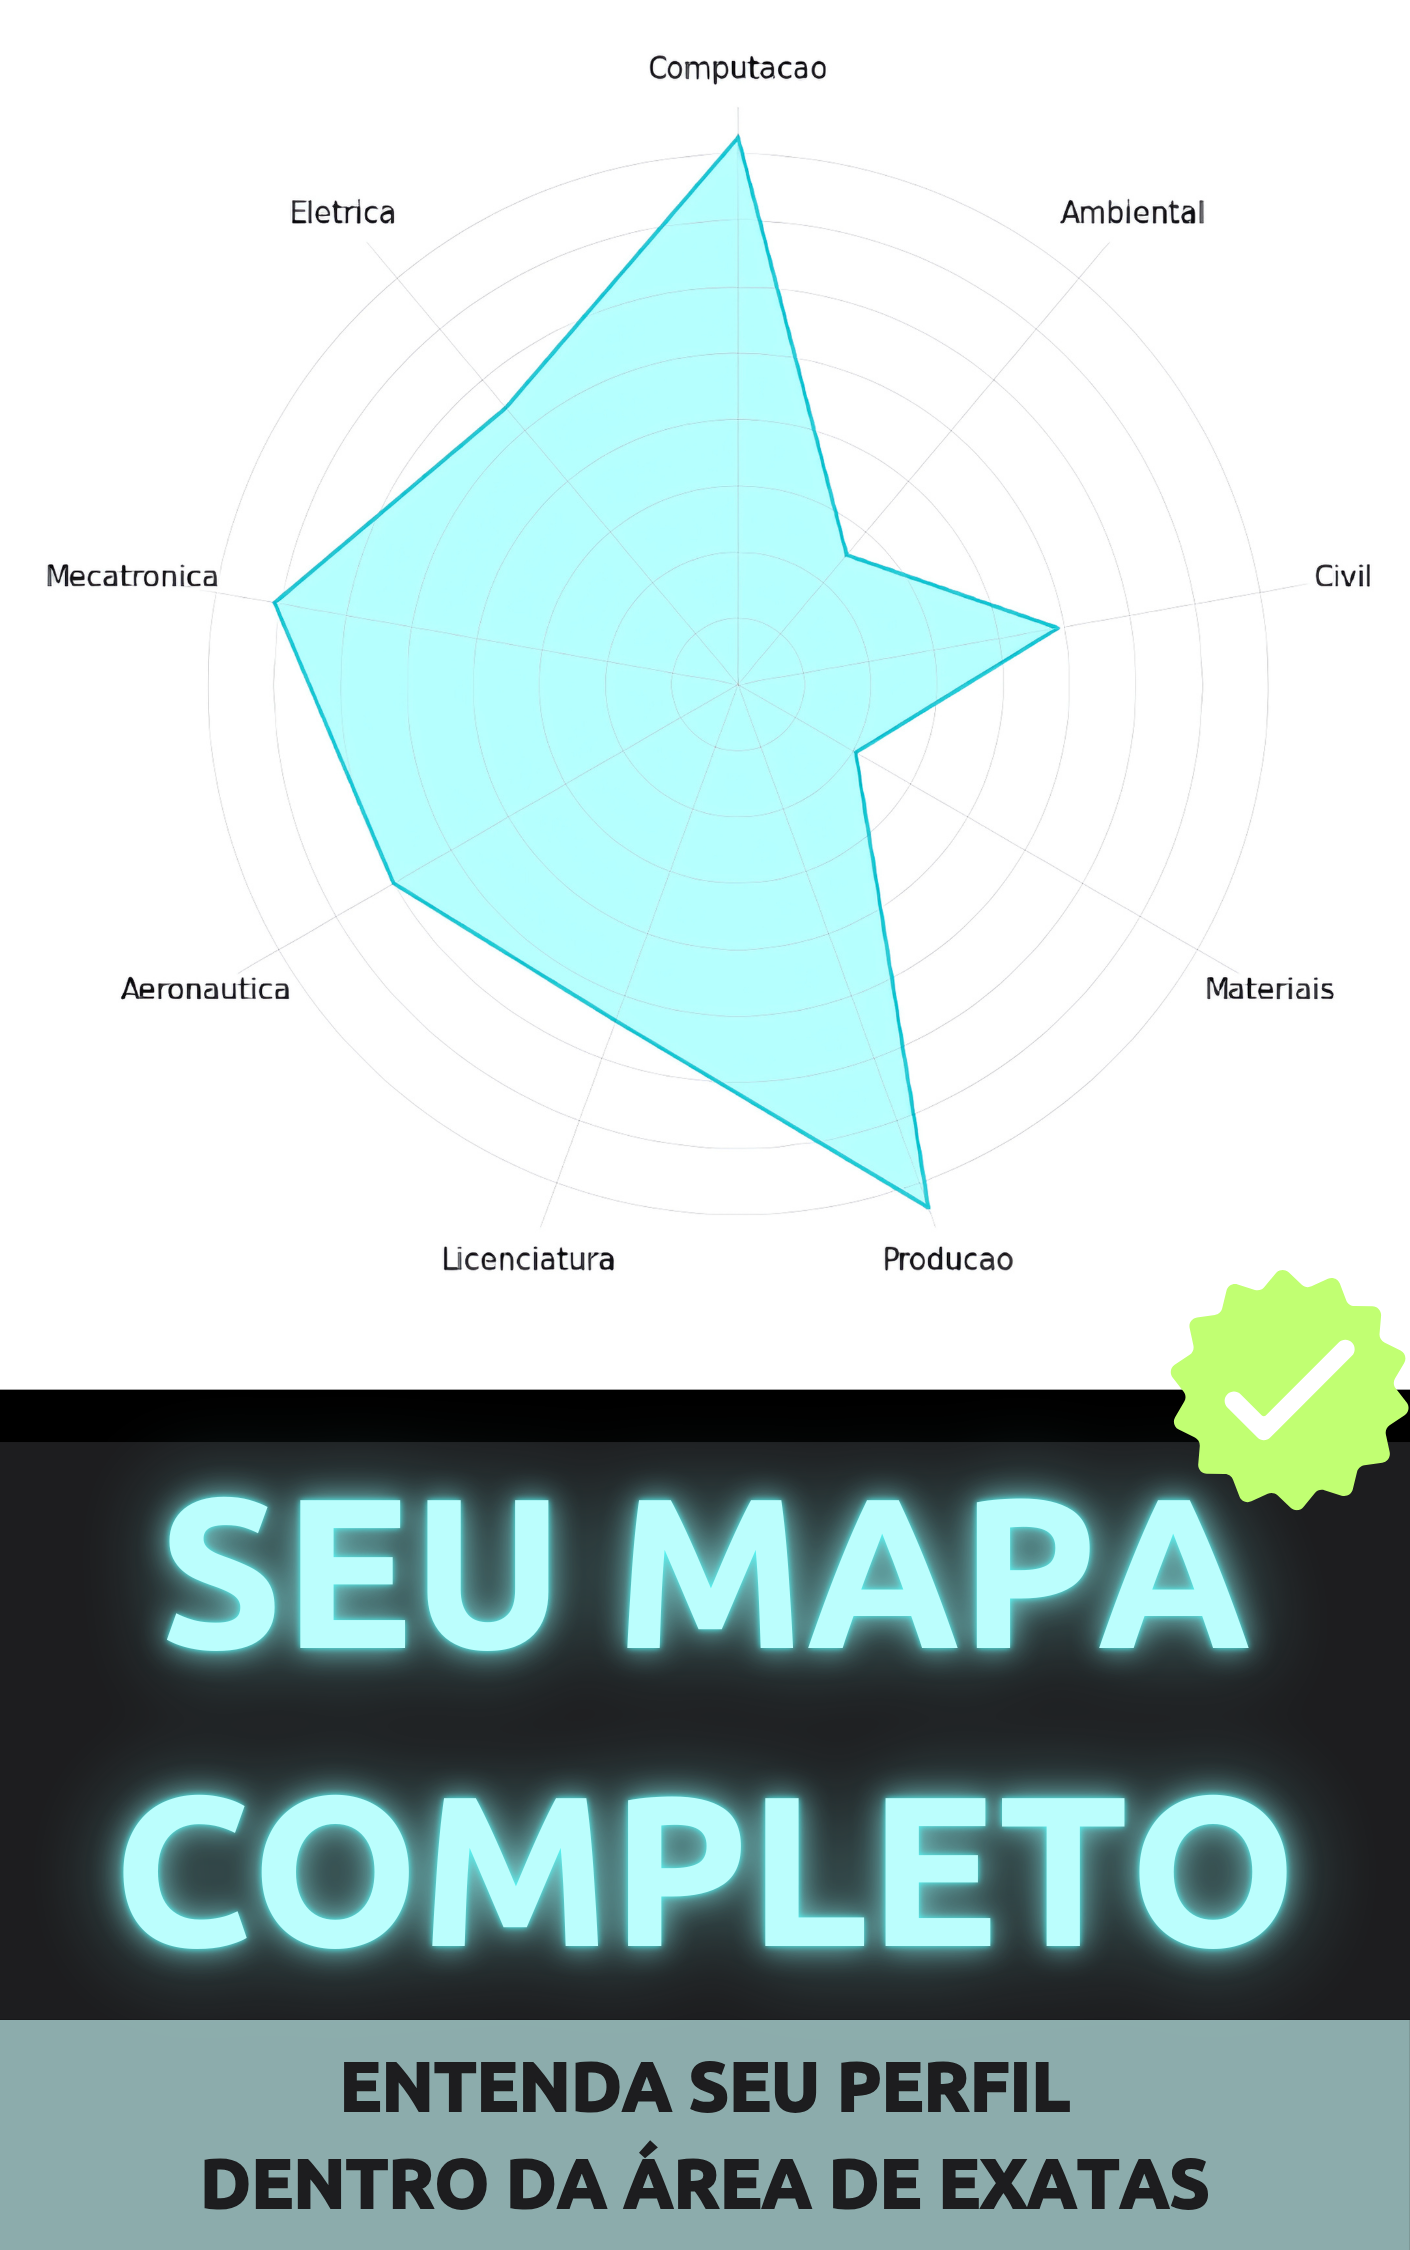 Computacao
Eletrica
Ambiental
Mecatronica
Civil
Aeronautica
Materiais
Licenciatura
Producao
SEU MAPA
COMPLETO
ENTENDA SEU PERFIL
DENTRO DA ÁREA DE EXATAS